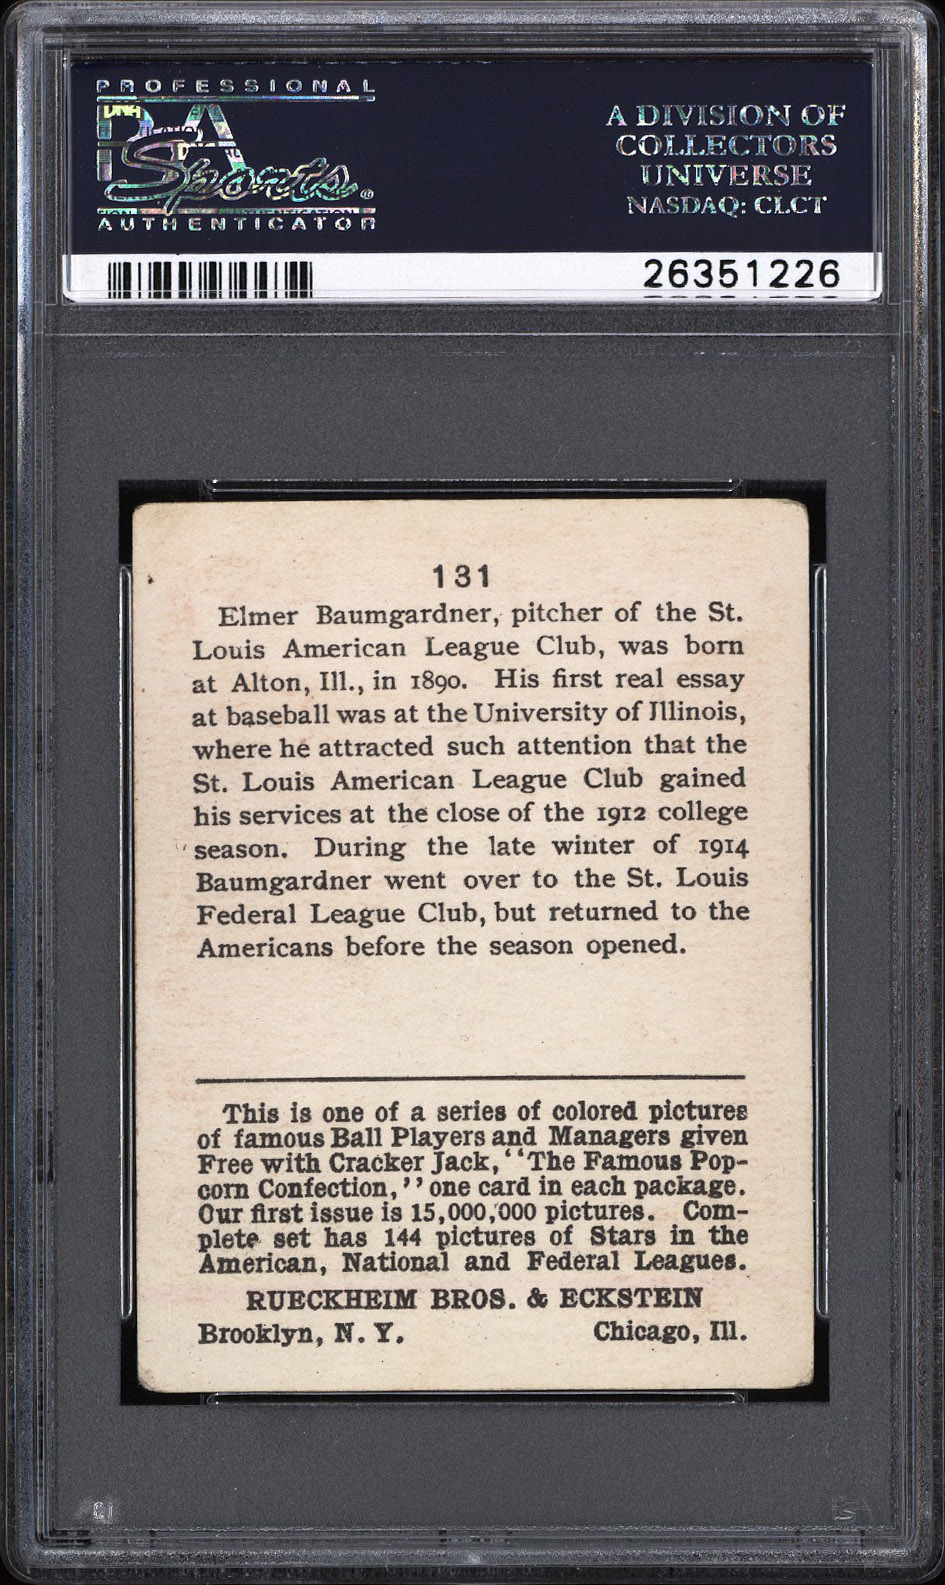 PROFESSIONAL
DNA
PSA
Sports®
AUTHENTICATOR
A DIVISION OF
COLLECTORS
UNIVERSE
NASDAQ: CLCT
26351226
131
Elmer Baumgardner, pitcher of the St.
Louis American League Club, was born
at Alton, Ill., in 1890. His first real essay
at baseball was at the University of Illinois,
where he attracted such attention that the
St. Louis American League Club gained
his services at the close of the 1912 college
season. During the late winter of 1914
Baumgardner went over to the St. Louis
Federal League Club, but returned to the
Americans before the season opened.
This is one of a series of colored pictures
of famous Ball Players and Managers given
Free with Cracker Jack, "The Famous Pop-
corn Confection," one card in each package.
Our first issue is 15,000,000 pictures. Com-
plete set has 144 pictures of Stars in the
American, National and Federal Leagues.
RUECKHEIM BROS. & ECKSTEIN
Brooklyn, N. Y. Chicago, Ill.